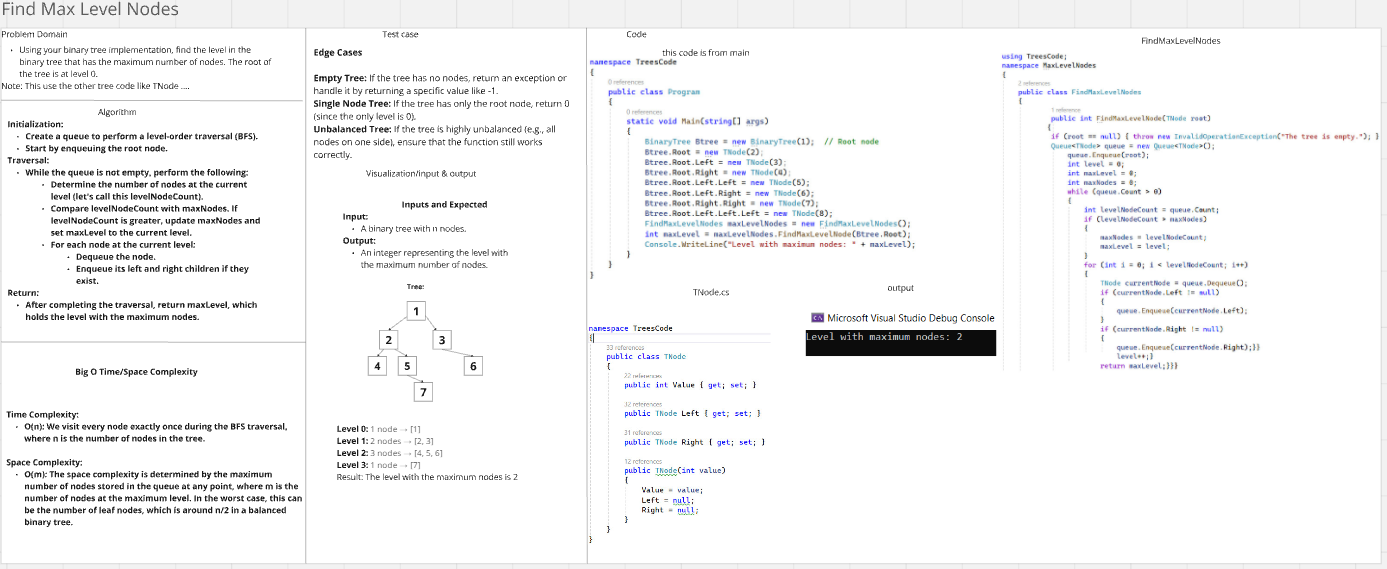 Find Max Level Nodes
Problem Domain
• Using your binary tree implementation, find the level in the
binary tree that has the maximum number of nodes. The root of
the tree is at level 0.
Note: This use the other tree code like TNode ....
Algorithm
Initialization:
• Create a queue to perform a level-order traversal (BFS).
• Start by enqueuing the root node.
Traversal:
• While the queue is not empty, perform the following:
• Determine the number of nodes at the current
level (let's call this levelNodeCount).
• Compare levelNodeCount with maxNodes. If
levelNodeCount is greater, update maxNodes and
set maxLevel to the current level.
• For each node at the current level:
• Dequeue the node.
• Enqueue its left and right children if they
exist.
Return:
• After completing the traversal, return maxLevel, which
holds the level with the maximum nodes.
Big O Time/Space Complexity
Time Complexity:
• O(n): We visit every node exactly once during the BFS traversal,
where n is the number of nodes in the tree.
Space Complexity:
• O(m): The space complexity is determined by the maximum
number of nodes stored in the queue at any point, where m is the
number of nodes at the maximum level. In the worst case, this can
be the number of leaf nodes, which is around n/2 in a balanced
binary tree.
Test case
Edge Cases
Empty Tree: If the tree has no nodes, return an exception or
handle it by returning a specific value like -1.
Single Node Tree: If the tree has only the root node, return 0
(since the only level is 0).
Unbalanced Tree: If the tree is highly unbalanced (e.g., all
nodes on one side), ensure that the function still works
correctly.
Visualization/input & output
Inputs and Expected
Input:
• A binary tree with n nodes.
Output:
• An integer representing the level with
the maximum number of nodes.
Tree:
1
2 3
4 5 6
7
Level 0: 1 node → [1]
Level 1: 2 nodes → [2, 3]
Level 2: 3 nodes → [4, 5, 6]
Level 3: 1 node → [7]
Result: The level with the maximum nodes is 2
Code
this code is from main
namespace TreesCode
{
0 references
public class Program
{
0 references
static void Main(string[] args)
{
BinaryTree Btree = new BinaryTree(1); // Root node
Btree.Root = new TNode(2);
Btree.Root.Left = new TNode(3);
Btree.Root.Right = new TNode(4);
Btree.Root.Left.Left = new TNode(5);
Btree.Root.Left.Right = new TNode(6);
Btree.Root.Right.Right = new TNode(7);
Btree.Root.Left.Left.Left = new TNode(8);
FindMaxLevelNodes maxLevelNodes = new FindMaxLevelNodes();
int maxLevel = maxLevelNodes.FindMaxLevelNode(Btree.Root);
Console.WriteLine("Level with maximum nodes: " + maxLevel);
}
}
}
TNode.cs
namespace TreesCode
{
33 references
public class TNode
{
22 references
public int Value { get; set; }
references
public TNode Left { get; set; }
31 references
public TNode Right { get; set; }
12 references
public TNode(int value)
{
Value = value;
Left = null;
Right = null;
}
}
}
output
Microsoft Visual Studio Debug Console
Level with maximum nodes: 2
FindMaxLevelNodes
using TreesCode;
namespace MaxLevelNodes
{
2 references
public class FindMaxLevelNodes
{
1 reference
public int FindMaxLevelNode(TNode root)
{
if (root == null) { throw new InvalidOperationException("The tree is empty."); }
Queue<TNode> queue = new Queue<TNode>();
queue.Enqueue(root);
int level = 0;
int maxLevel = 0;
int maxNodes = 0;
while (queue.Count > 0)
{
int levelNodeCount = queue.Count;
if (levelNodeCount > maxNodes)
{
maxNodes = levelNodeCount;
maxLevel = level;
}
for (int i = 0; i < levelNodeCount; i++)
{
TNode currentNode = queue.Dequeue();
if (currentNode.Left != null)
{
queue.Enqueue(currentNode.Left);
}
if (currentNode.Right != null)
{
queue.Enqueue(currentNode.Right);}}
level++;}
return maxLevel;}}}